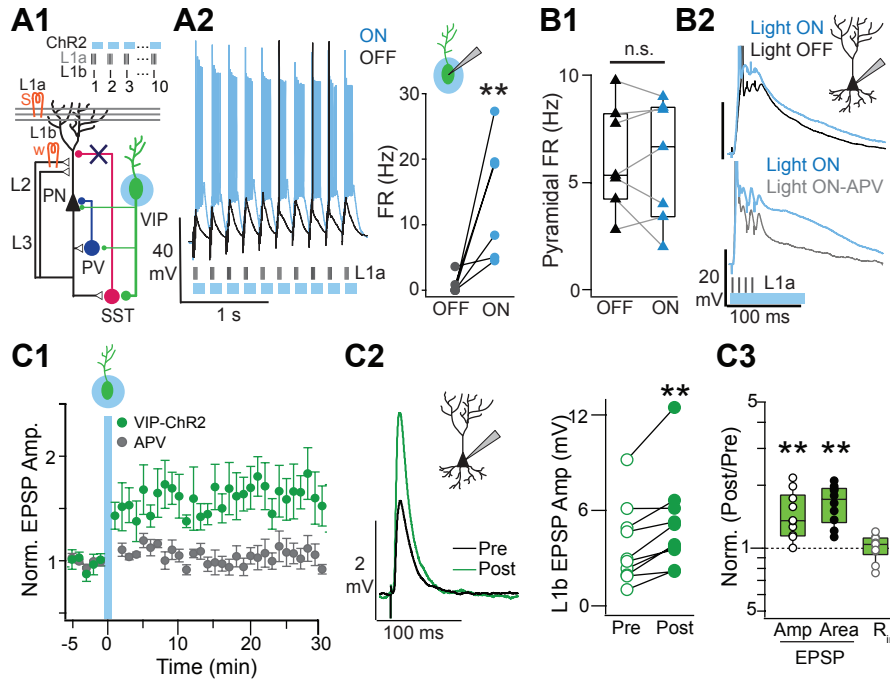 A1
ChR2
L1a
L1b
1 2 3 ... 10
L1a
S
L1b
w
L2
PN
VIP
L3
PV
SST
A2
ON
OFF
40
mV
L1a
1 s
**
FR (Hz)
30
20
10
0
OFF ON
B1
n.s.
Pyramidal FR (Hz)
10
5
0
OFF ON
B2
Light ON
Light OFF
Light ON
Light ON-APV
20
mV
L1a
100 ms
C1
VIP-ChR2
APV
Norm. EPSP Amp.
2
1
-5 0 10 20 30
Time (min)
C2
Pre
Post
2
mV
100 ms
**
L1b EPSP Amp (mV)
12
6
0
Pre Post
C3
Norm. (Post/Pre)
5
** **
1
5
Amp Area
EPSP